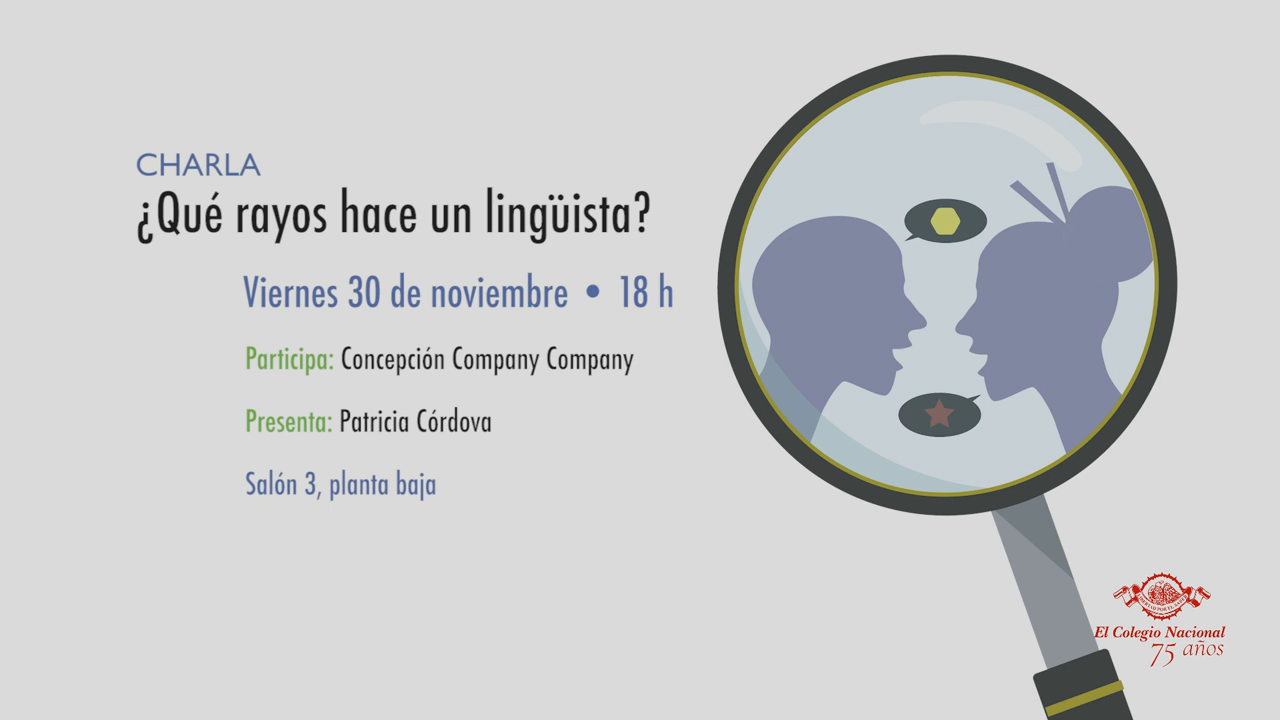 CHARLA
¿Qué rayos hace un lingüista?
Viernes 30 de noviembre • 18 h
Participa: Concepción Company Company
Presenta: Patricia Córdova
Salón 3, planta baja
El Colegio Nacional
75 años